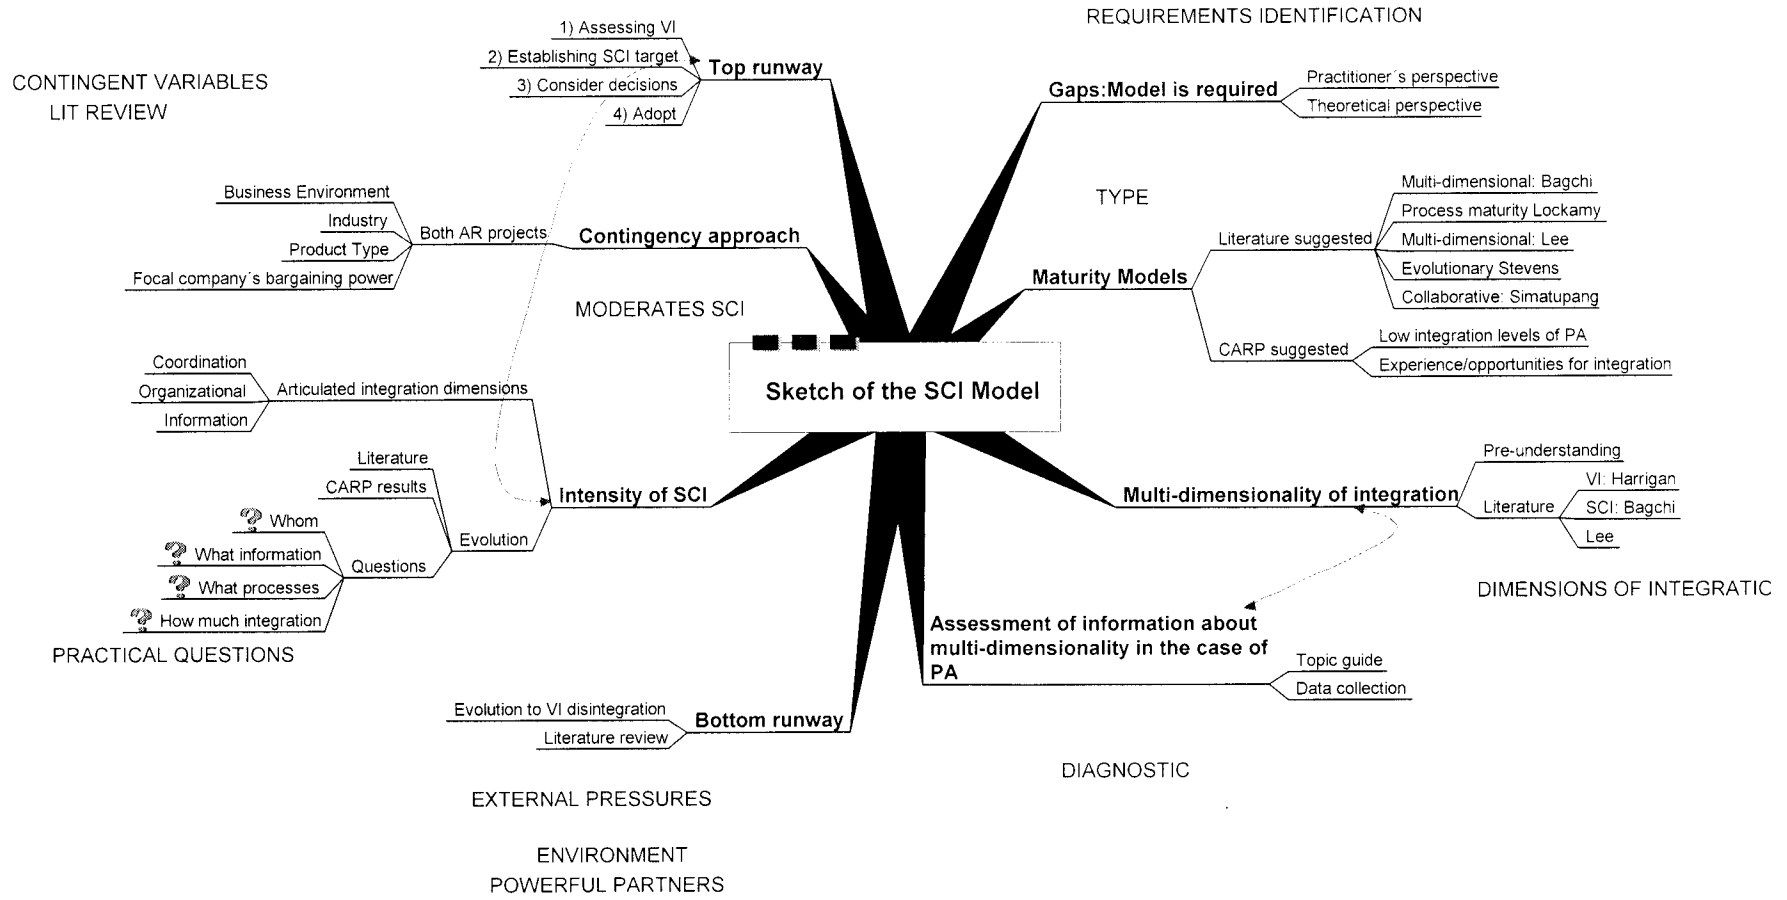 REQUIREMENTS IDENTIFICATION
1) Assessing VI
2) Establishing SCI target
3) Consider decisions
4) Adopt
Top runway
CONTINGENT VARIABLES
LIT REVIEW
Gaps:Model is required
Practitioner´s perspective
Theoretical perspective
Business Environment
Industry
Product Type
Focal company´s bargaining power
Both AR projects
Contingency approach
MODERATES SCI
TYPE
Maturity Models
Literature suggested
Multi-dimensional: Bagchi
Process maturity Lockamy
Multi-dimensional: Lee
Evolutionary Stevens
Collaborative: Simatupang
CARP suggested
Low integration levels of PA
Experience/opportunities for integration
Sketch of the SCI Model
Coordination
Organizational
Information
Articulated integration dimensions
Intensity of SCI
Literature
CARP results
Evolution
Questions
? Whom
? What information
? What processes
? How much integration
PRACTICAL QUESTIONS
Multi-dimensionality of integration
Pre-understanding
Literature
VI: Harrigan
SCI: Bagchi
Lee
DIMENSIONS OF INTEGRATIC
Assessment of information about
multi-dimensionality in the case of
PA
Topic guide
Data collection
DIAGNOSTIC
Evolution to VI disintegration
Literature review
Bottom runway
EXTERNAL PRESSURES
ENVIRONMENT
POWERFUL PARTNERS